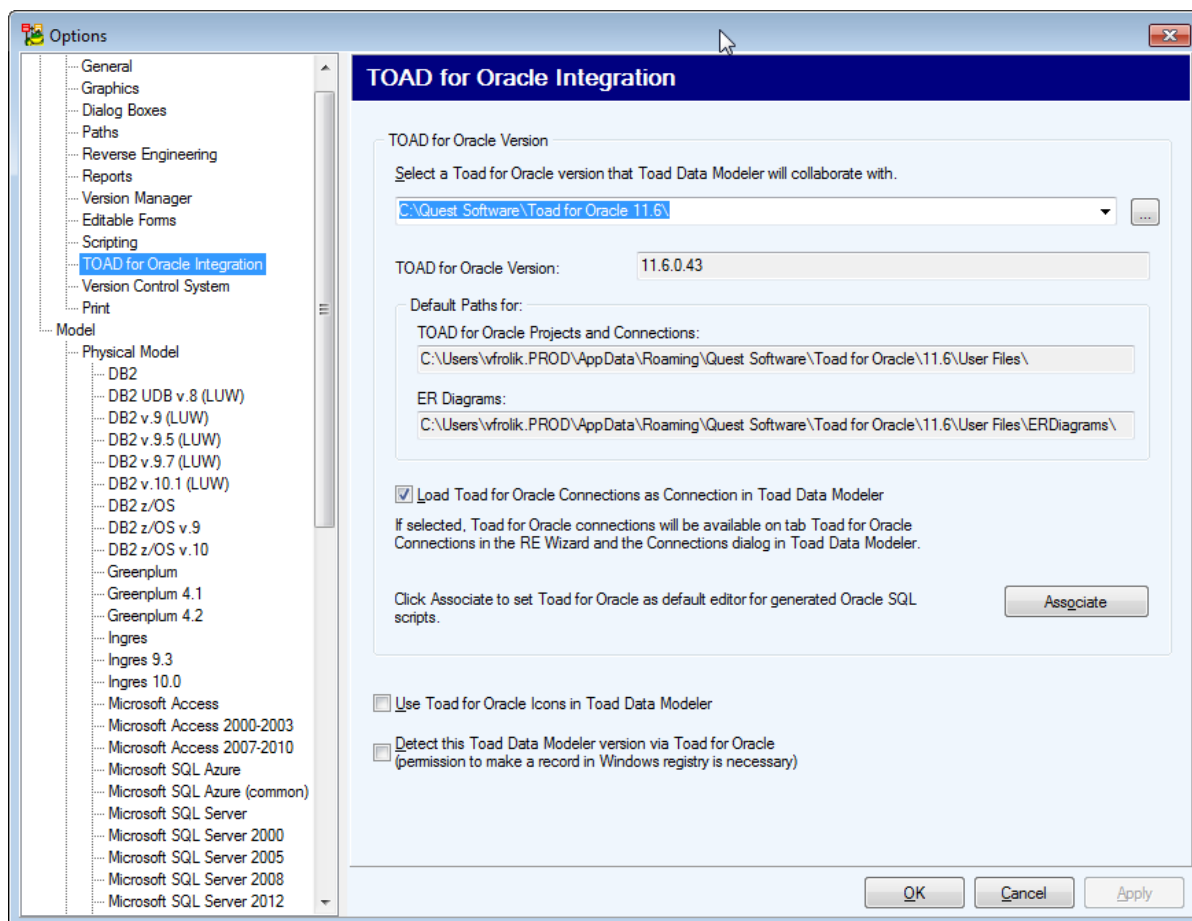 Options
General
Graphics
Dialog Boxes
Paths
Reverse Engineering
Reports
Version Manager
Editable Forms
Scripting
TOAD for Oracle Integration
Version Control System
Print
Model
Physical Model
DB2
DB2 UDB v.8 (LUW)
DB2 v.9 (LUW)
DB2 v.9.5 (LUW)
DB2 v.9.7 (LUW)
DB2 v.10.1 (LUW)
DB2 z/OS
DB2 z/OS v.9
DB2 z/OS v.10
Greenplum
Greenplum 4.1
Greenplum 4.2
Ingres
Ingres 9.3
Ingres 10.0
Microsoft Access
Microsoft Access 2000-2003
Microsoft Access 2007-2010
Microsoft SQL Azure
Microsoft SQL Azure (common)
Microsoft SQL Server
Microsoft SQL Server 2000
Microsoft SQL Server 2005
Microsoft SQL Server 2008
Microsoft SQL Server 2012
TOAD for Oracle Integration
TOAD for Oracle Version
Select a Toad for Oracle version that Toad Data Modeler will collaborate with.
C:\Quest Software\Toad for Oracle 11.6\
...
TOAD for Oracle Version: 11.6.0.43
Default Paths for:
TOAD for Oracle Projects and Connections:
C:\Users\vfrolik.PROD\AppData\Roaming\Quest Software\Toad for Oracle\11.6\User Files\
ER Diagrams:
C:\Users\vfrolik.PROD\AppData\Roaming\Quest Software\Toad for Oracle\11.6\User Files\ERDiagrams\
Load Toad for Oracle Connections as Connection in Toad Data Modeler
If selected, Toad for Oracle connections will be available on tab Toad for Oracle
Connections in the RE Wizard and the Connections dialog in Toad Data Modeler.
Click Associate to set Toad for Oracle as default editor for generated Oracle SQL
scripts.
Associate
Use Toad for Oracle Icons in Toad Data Modeler
Detect this Toad Data Modeler version via Toad for Oracle
(permission to make a record in Windows registry is necessary)
OK Cancel Apply